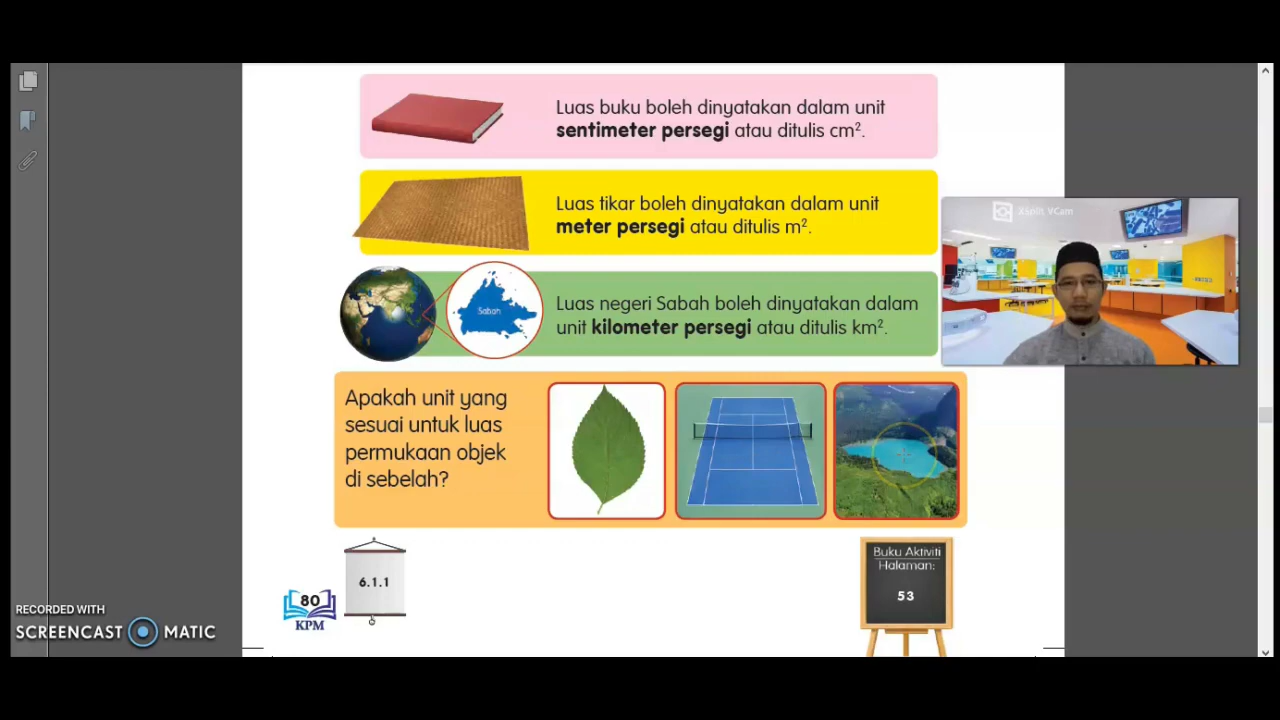 Luas buku boleh dinyatakan dalam unit
sentimeter persegi atau ditulis cm².
Luas tikar boleh dinyatakan dalam unit
meter persegi atau ditulis m².
Sabah
Luas negeri Sabah boleh dinyatakan dalam
unit kilometer persegi atau ditulis km².
XSplit VCam
Apakah unit yang
sesuai untuk luas
permukaan objek
di sebelah?
6.1.1
80
KPM
Buku Aktiviti
Halaman:
53
RECORDED WITH
SCREENCAST MATIC